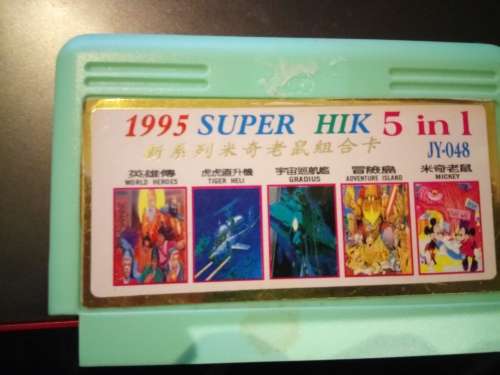 1995 SUPER HIK 5 in 1
新系列米奇老鼠組合卡 JY-048
英雄傳 虎虎直升機 宇宙巡航艦 冒險島 米奇老鼠
WORLD HEROES TIGER HELI GRADIUS ADVENTURE ISLAND MICKEY